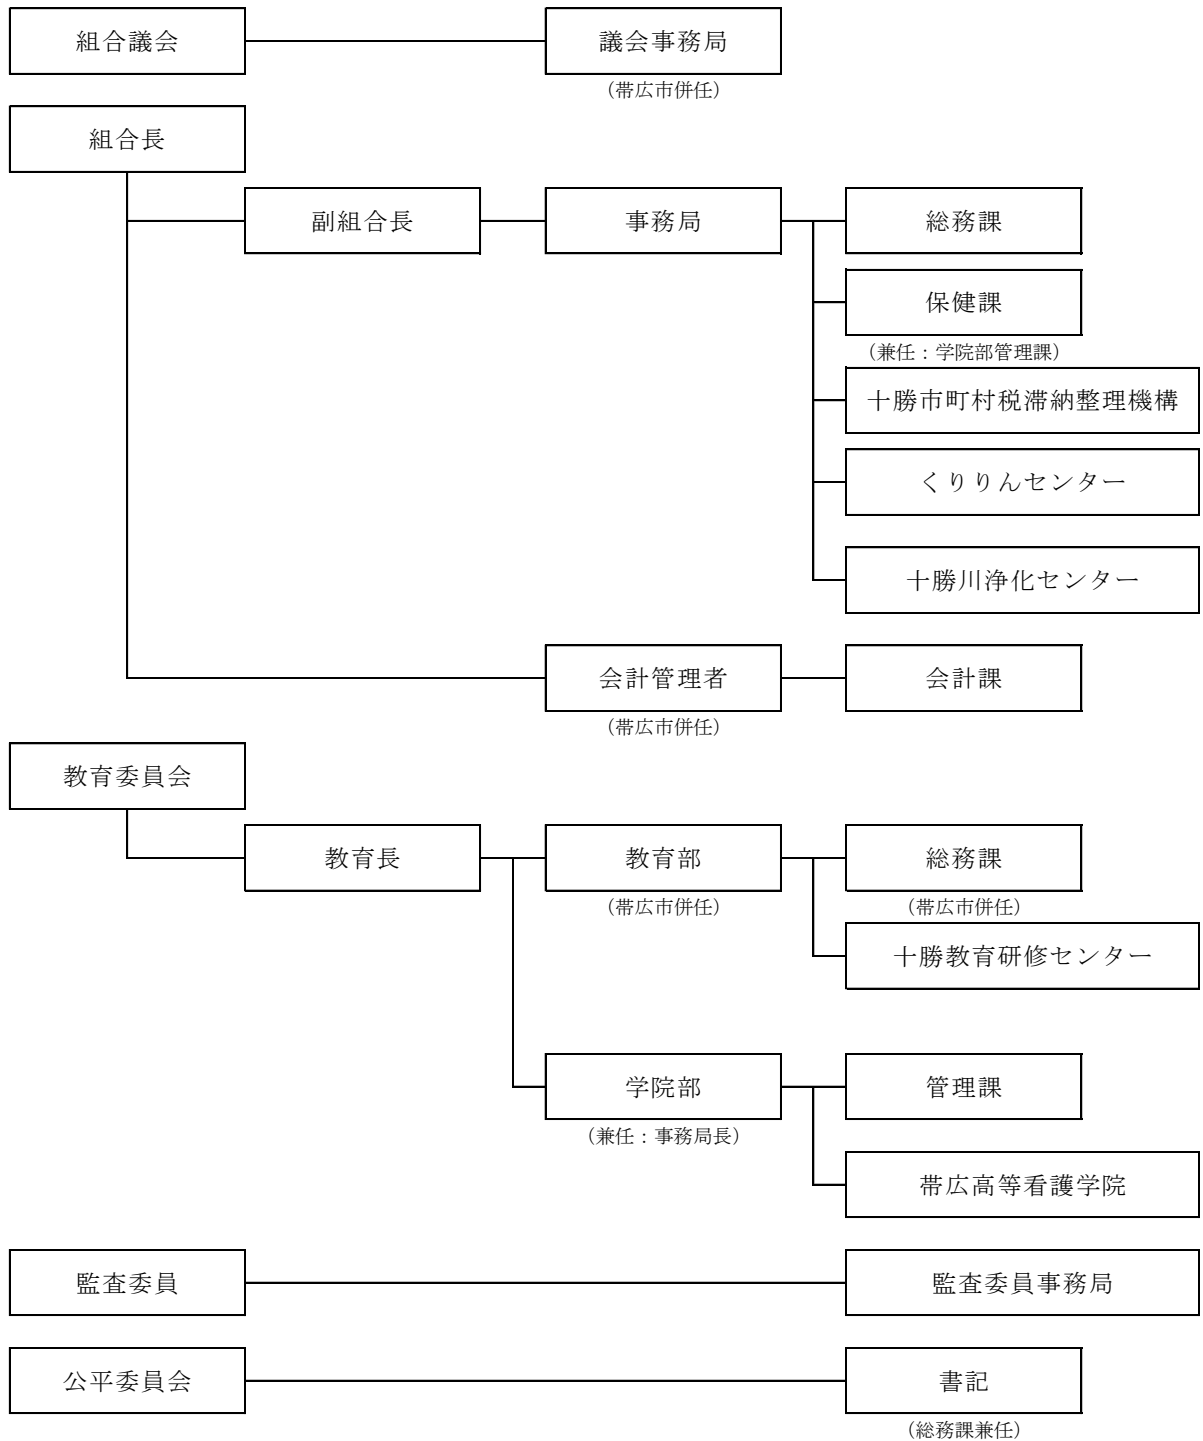 組合議会
議会事務局
(帯広市併任)
組合長
副組合長
事務局
総務課
保健課
(兼任：学院部管理課)
十勝市町村税滞納整理機構
くりりんセンター
十勝川浄化センター
会計管理者
(帯広市併任)
会計課
教育委員会
教育長
教育部
(帯広市併任)
総務課
(帯広市併任)
十勝教育研修センター
学院部
(兼任：事務局長)
管理課
帯広高等看護学院
監査委員
監査委員事務局
公平委員会
書記
(総務課兼任)